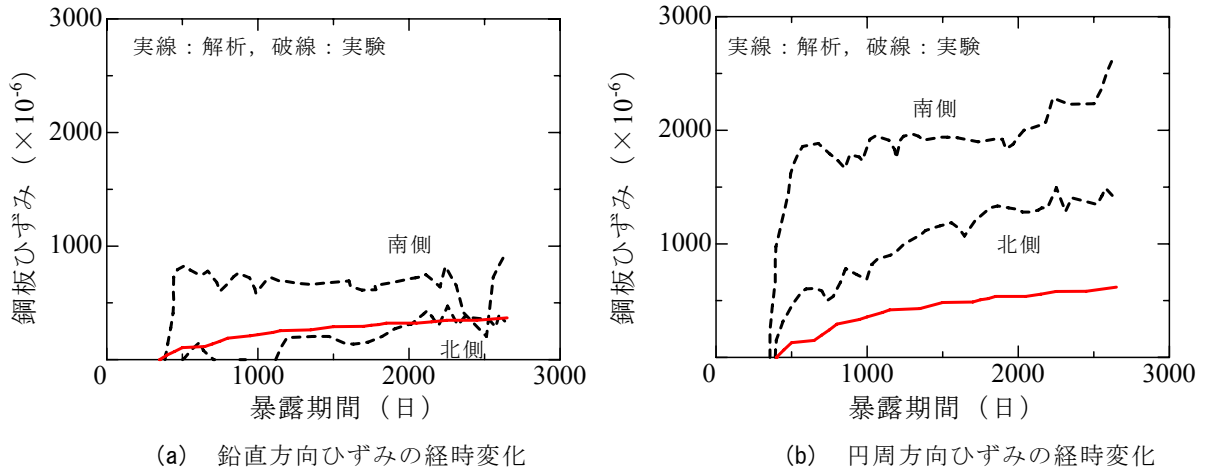 3000
2000
1000
0
0
1000
2000
3000
鋼板ひずみ（×10⁻⁶）
実線：解析，破線：実験
南側
北側
暴露期間（日）
(a) 鉛直方向ひずみの経時変化
3000
2000
1000
0
1000
2000
3000
鋼板ひずみ（×10⁻⁶）
実線：解析，破線：実験
南側
北側
暴露期間（日）
(b) 円周方向ひずみの経時変化